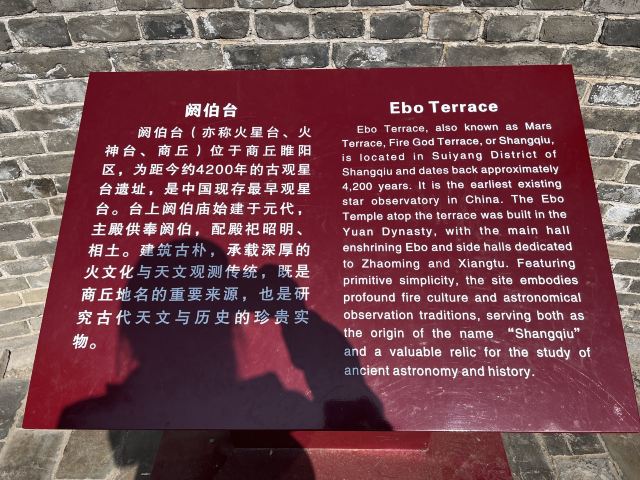 阏伯台
阏伯台（亦称火星台、火
神台、商丘）位于商丘睢阳
区，为距今约4200年的古观星
台遗址，是中国现存最早观星
台。台上阏伯庙始建于元代，
主殿供奉阏伯，配殿祀昭明、
相土。建筑古朴，承载深厚的
火文化与天文观测传统，既是
商丘地名的重要来源，也是研
究古代天文与历史的珍贵实
物。
Ebo Terrace
Ebo Terrace, also known as Mars
Terrace, Fire God Terrace, or Shangqiu,
is located in Suiyang District of
Shangqiu and dates back approximately
4,200 years. It is the earliest existing
star observatory in China. The Ebo
Temple atop the terrace was built in the
Yuan Dynasty, with the main hall
enshrining Ebo and side halls dedicated
to Zhaoming and Xiangtu. Featuring
primitive simplicity, the site embodies
profound fire culture and astronomical
observation traditions, serving both as
the origin of the name “Shangqiu”
and a valuable relic for the study of
ancient astronomy and history.